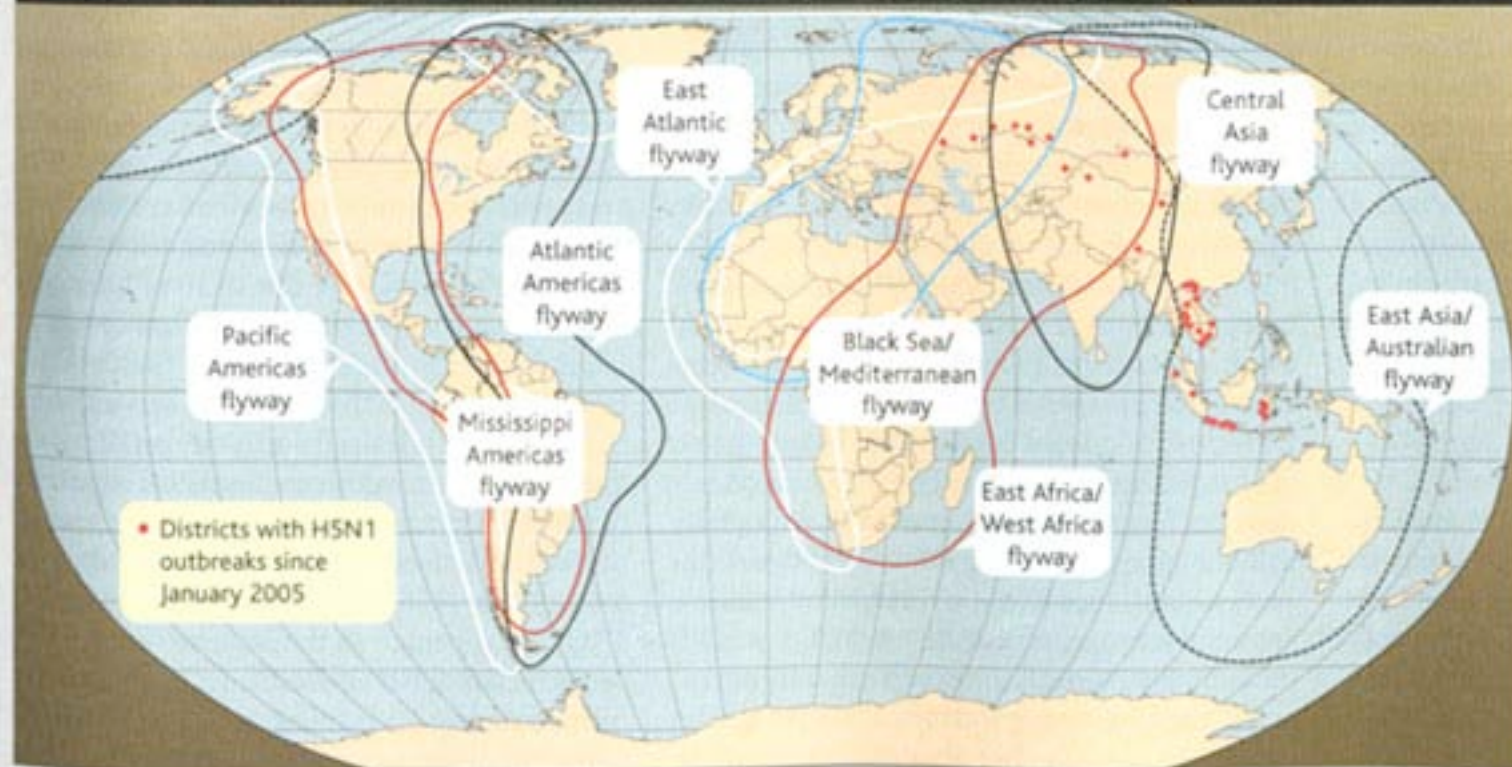 East
Atlantic
flyway
Central
Asia
flyway
Atlantic
Americas
flyway
Pacific
Americas
flyway
Black Sea/
Mediterranean
flyway
East Asia/
Australian
flyway
Mississippi
Americas
flyway
East Africa/
West Africa
flyway
Districts with H5N1
outbreaks since
January 2005